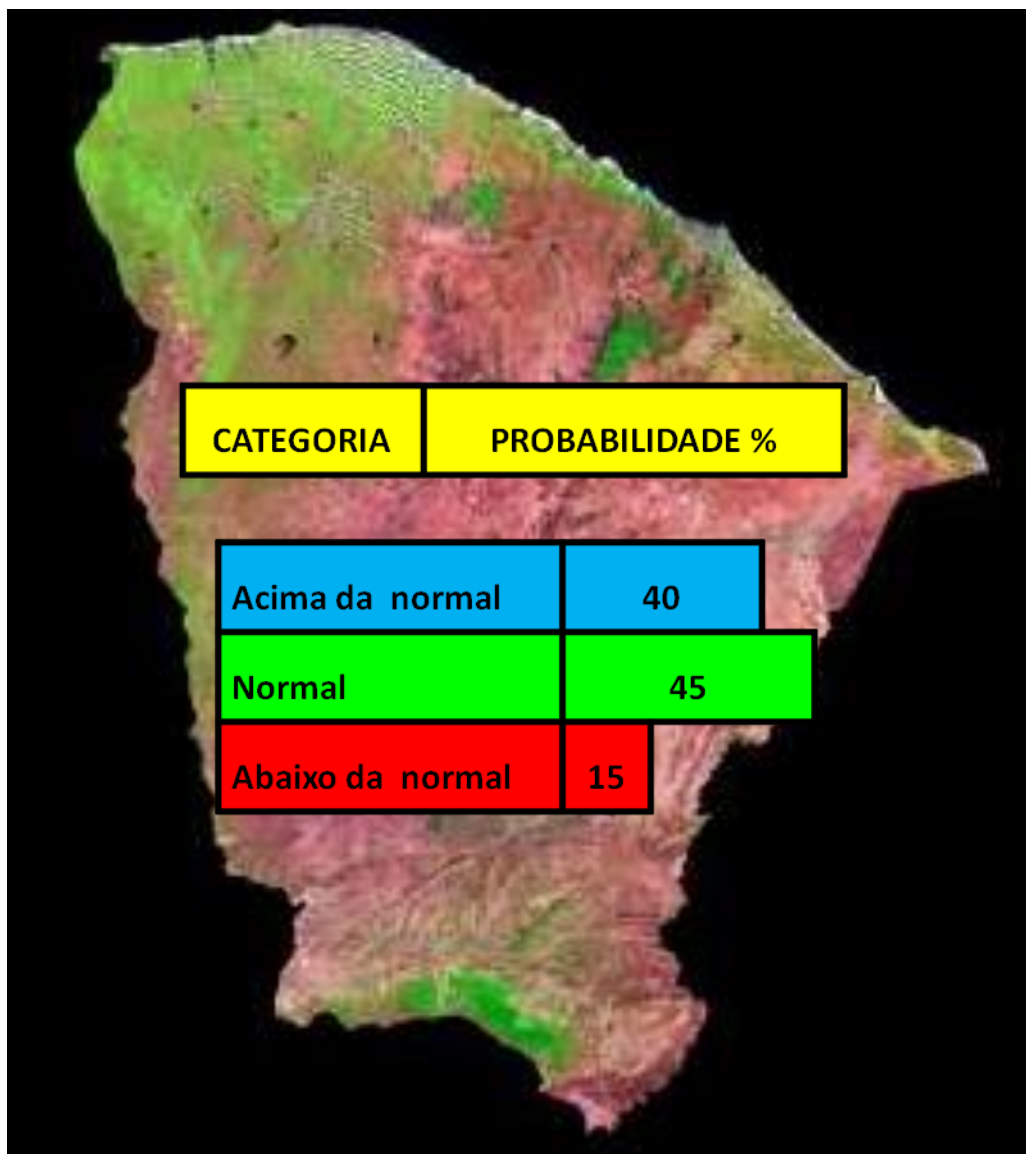 CATEGORIA PROBABILIDADE %
Acima da normal 40
Normal 45
Abaixo da normal 15